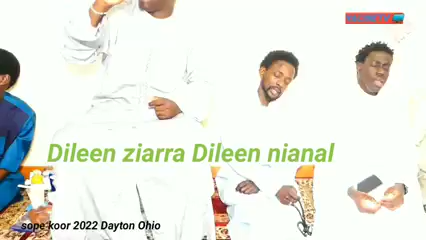 Dileen ziarra Dileen nianal
sope koor 2022 Dayton Ohio